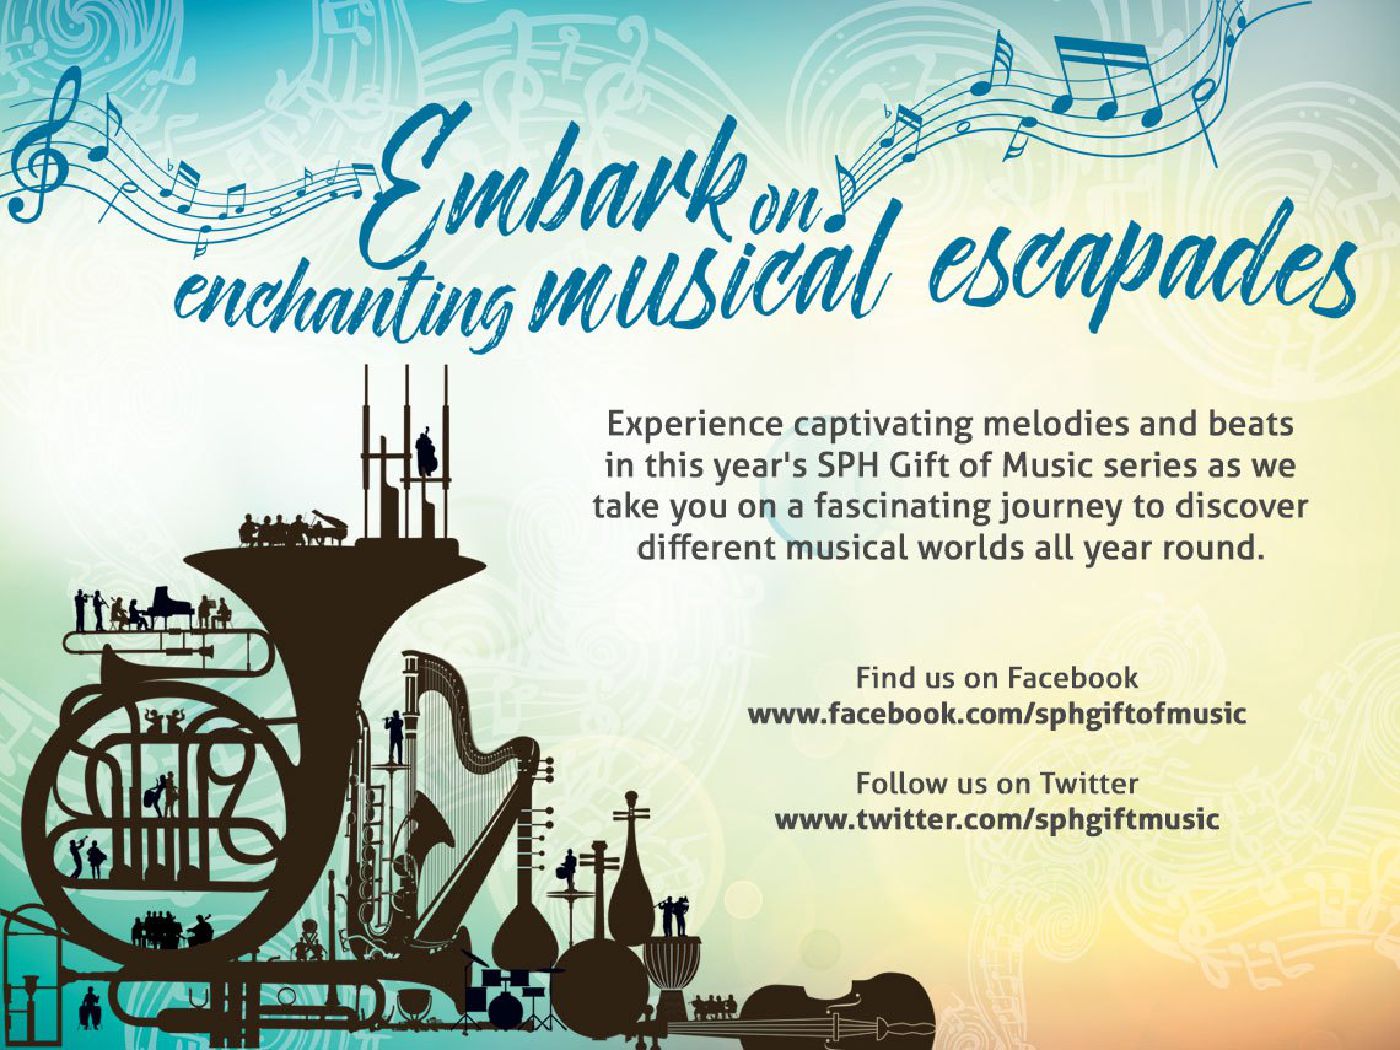 Embark on
enchanting musical escapades
Experience captivating melodies and beats
in this year's SPH Gift of Music series as we
take you on a fascinating journey to discover
different musical worlds all year round.
Find us on Facebook
www.facebook.com/sphgiftofmusic
Follow us on Twitter
www.twitter.com/sphgiftmusic